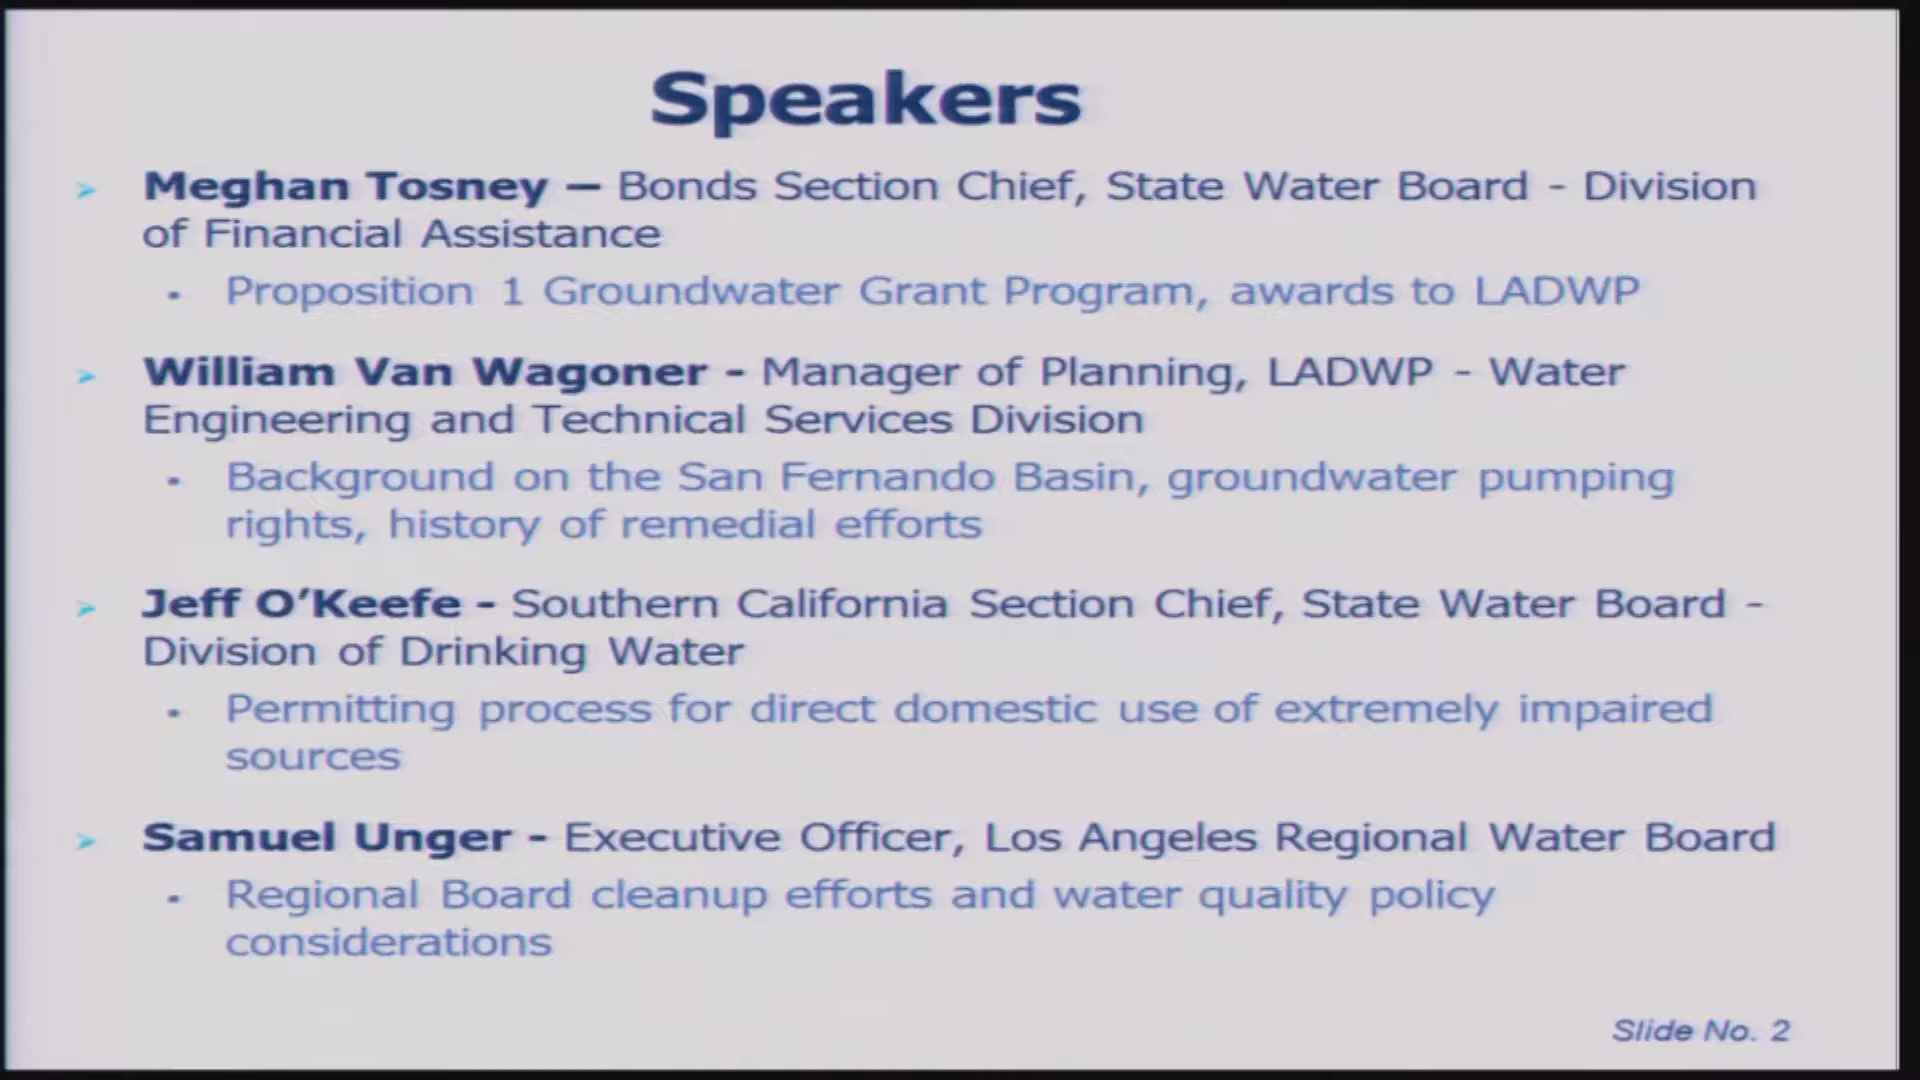 Speakers
Meghan Tosney — Bonds Section Chief, State Water Board - Division
of Financial Assistance
Proposition 1 Groundwater Grant Program, awards to LADWP
William Van Wagoner - Manager of Planning, LADWP - Water
Engineering and Technical Services Division
Background on the San Fernando Basin, groundwater pumping
rights, history of remedial efforts
Jeff O’Keefe - Southern California Section Chief, State Water Board -
Division of Drinking Water
Permitting process for direct domestic use of extremely impaired
sources
Samuel Unger - Executive Officer, Los Angeles Regional Water Board
Regional Board cleanup efforts and water quality policy
considerations
Slide No. 2